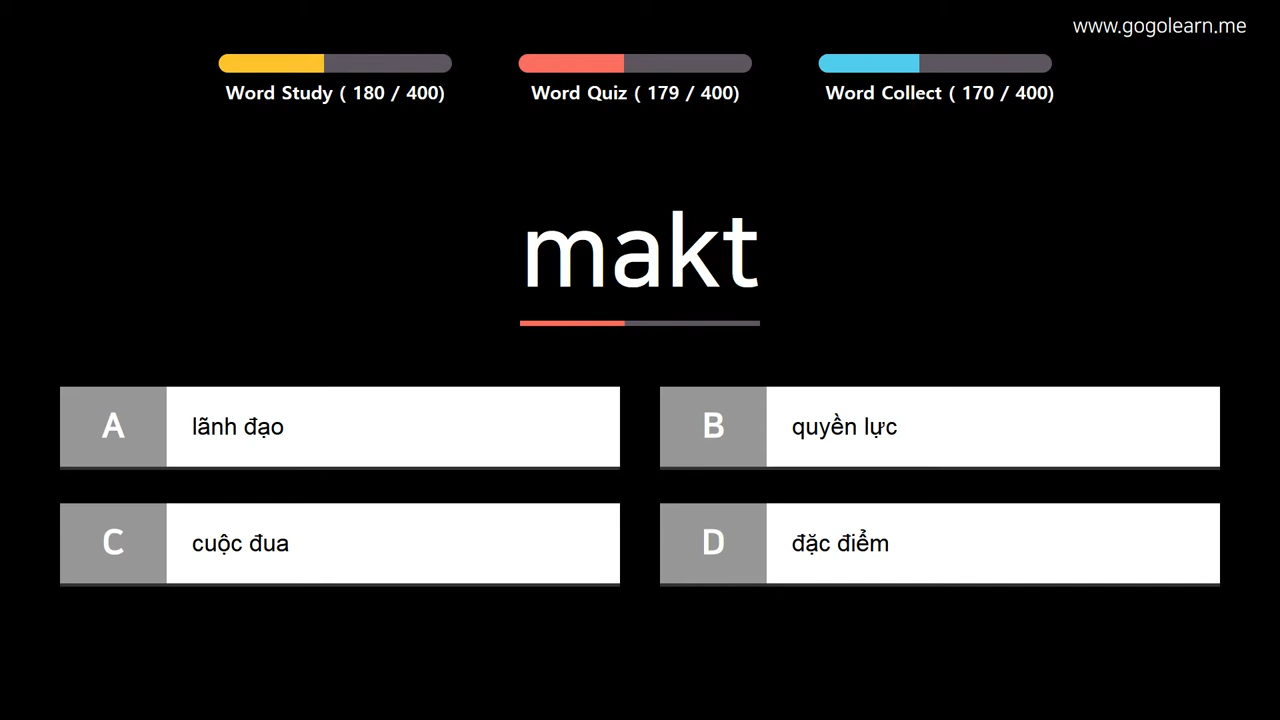 www.gogolearn.me
Word Study ( 180 / 400)
Word Quiz ( 179 / 400)
Word Collect ( 170 / 400)
makt
A lãnh đạo
B quyền lực
C cuộc đua
D đặc điểm